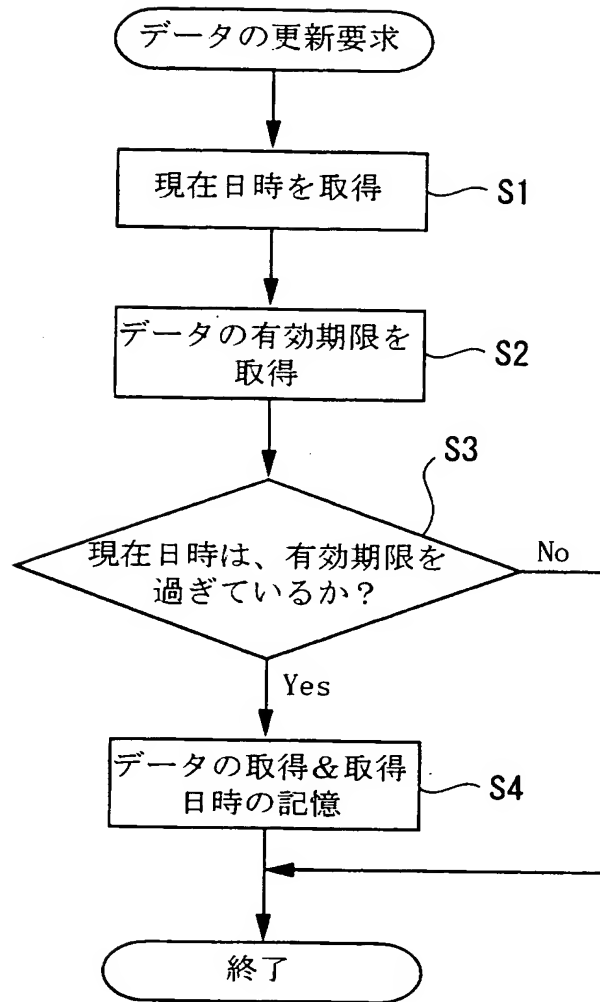 データの更新要求
現在日時を取得
S1
データの有効期限を
取得
S2
S3
現在日時は、有効期限を
過ぎているか？
No
Yes
データの取得&取得
日時の記憶
S4
終了